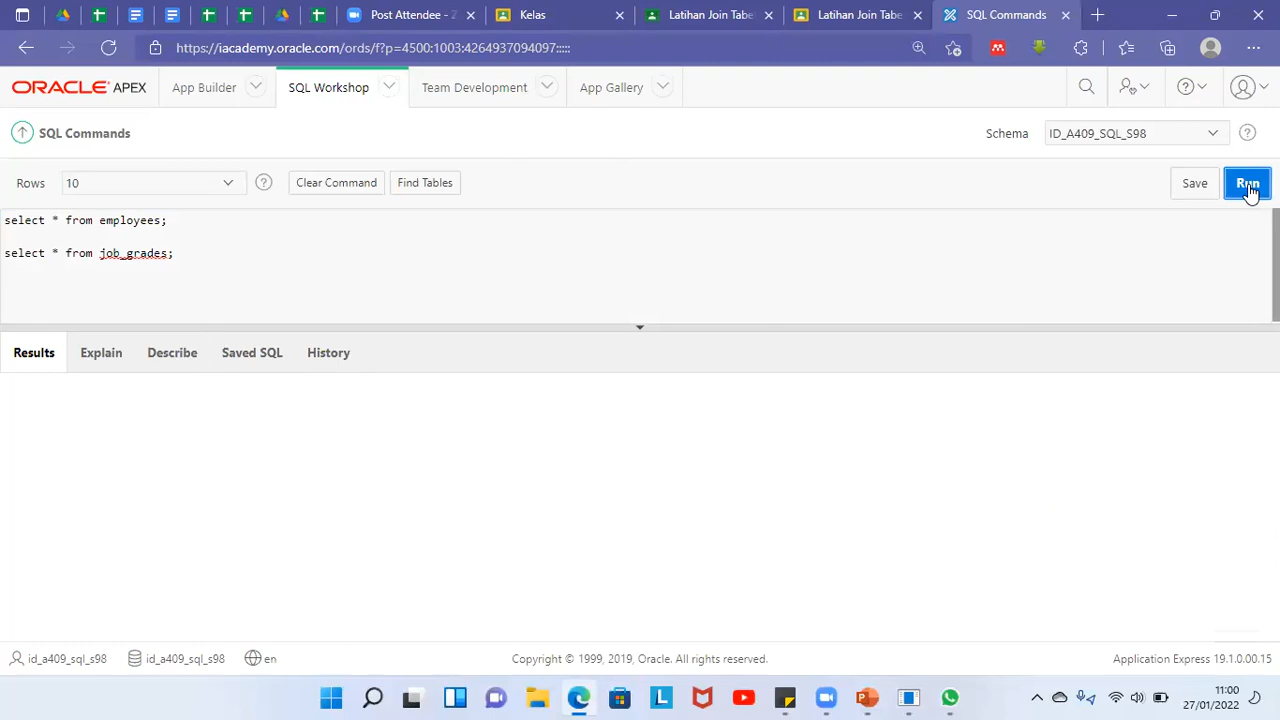 Post Attendee - Z
Kelas
Latihan Join Tabe
Latihan Join Tabe
SQL Commands
https://iacademy.oracle.com/ords/f?p=4500:1003:4264937094097:::::
ORACLE APEX
App Builder
SQL Workshop
Team Development
App Gallery
SQL Commands
Schema
ID_A409_SQL_S98
Rows
10
Clear Command
Find Tables
Save
Run
select * from employees;
select * from job_grades;
Results
Explain
Describe
Saved SQL
History
id_a409_sql_s98
id_a409_sql_s98
en
Copyright © 1999, 2019, Oracle. All rights reserved.
Application Express 19.1.0.00.15
11:00
27/01/2022